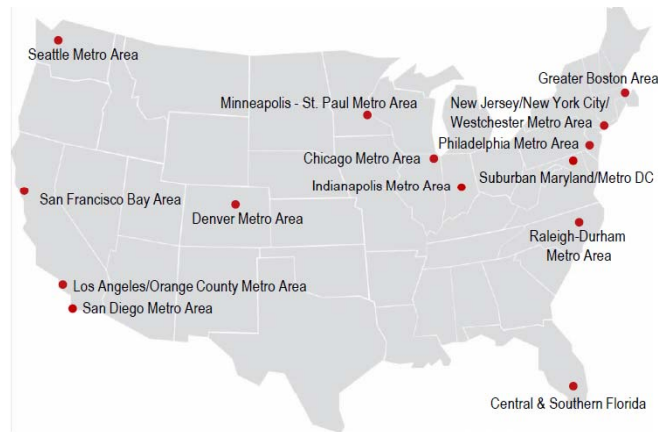 Seattle Metro Area
Greater Boston Area
Minneapolis - St. Paul Metro Area
New Jersey/New York City/
Westchester Metro Area
Philadelphia Metro Area
Chicago Metro Area
Suburban Maryland/Metro DC
Indianapolis Metro Area
San Francisco Bay Area
Denver Metro Area
Raleigh-Durham
Metro Area
Los Angeles/Orange County Metro Area
San Diego Metro Area
Central & Southern Florida